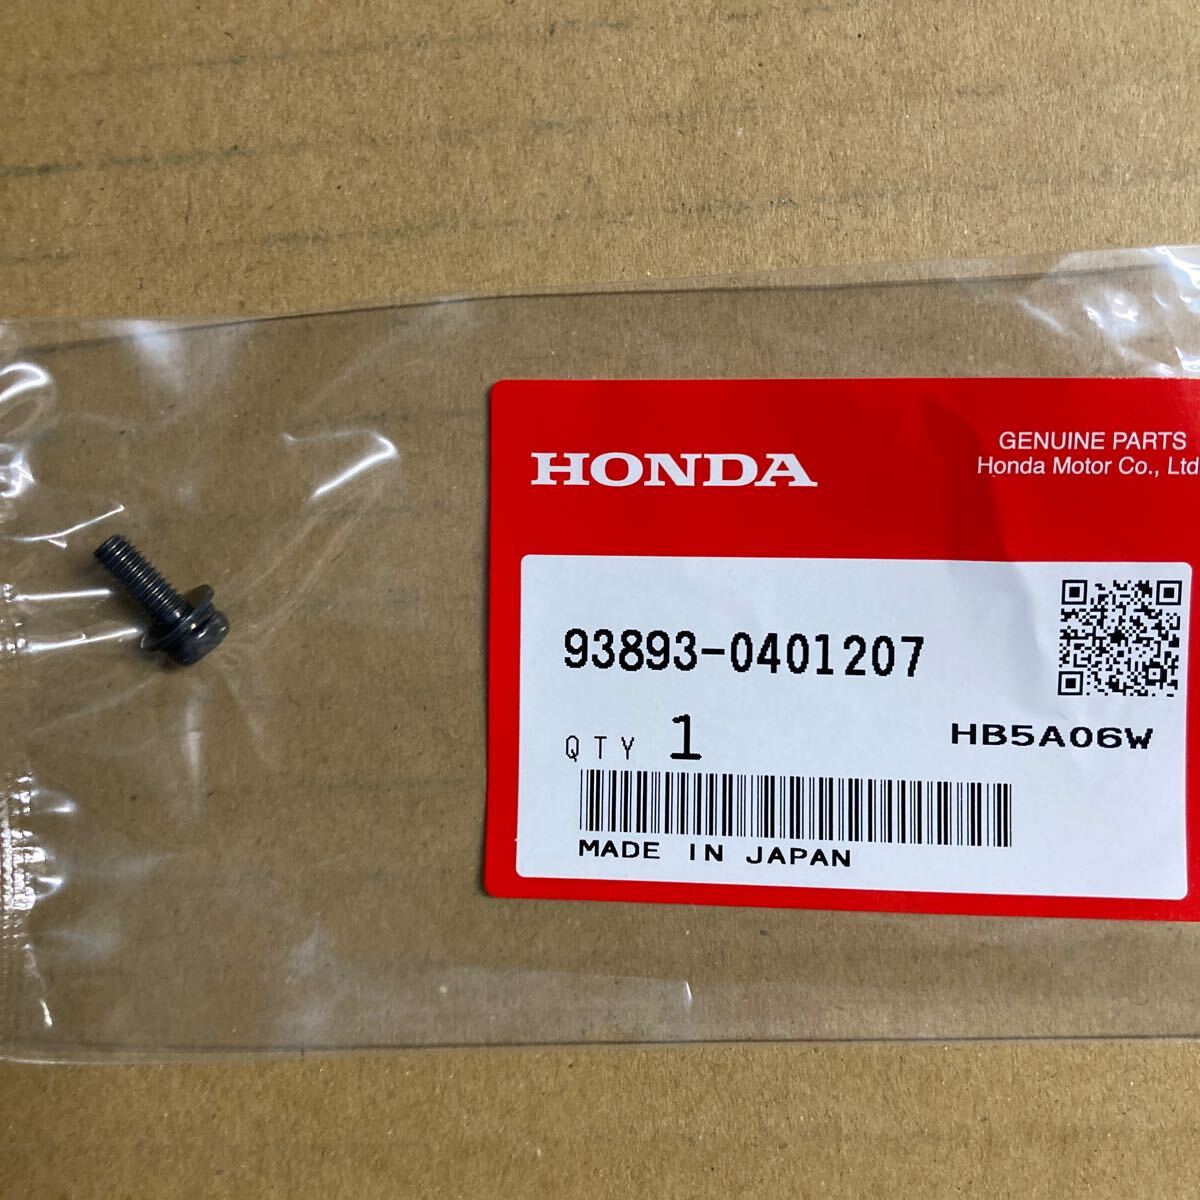 HONDA
GENUINE PARTS
Honda Motor Co., Ltd
93893-0401207
QTY 1
HB5A06W
MADE IN JAPAN